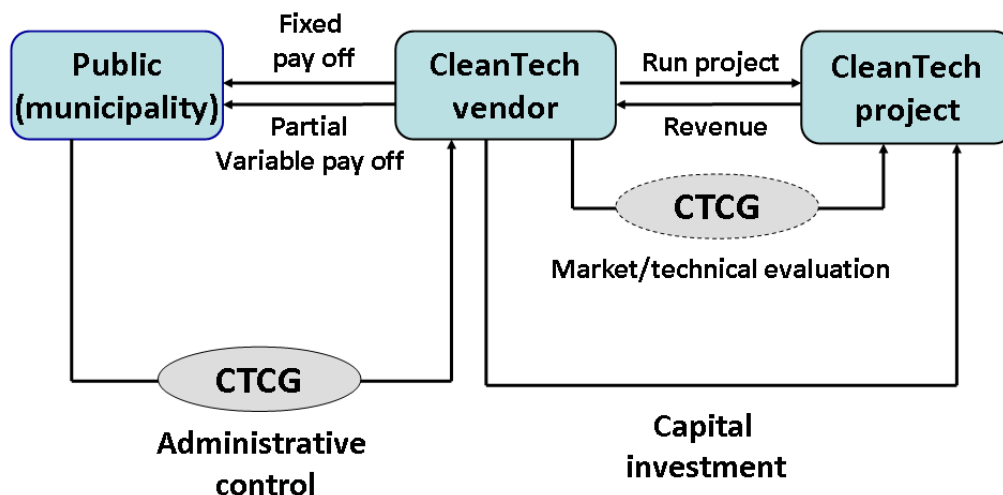 Public
(municipality)
Fixed
pay off
Partial
Variable pay off
CleanTech
vendor
Run project
Revenue
CleanTech
project
CTCG
Market/technical evaluation
CTCG
Administrative
control
Capital
investment